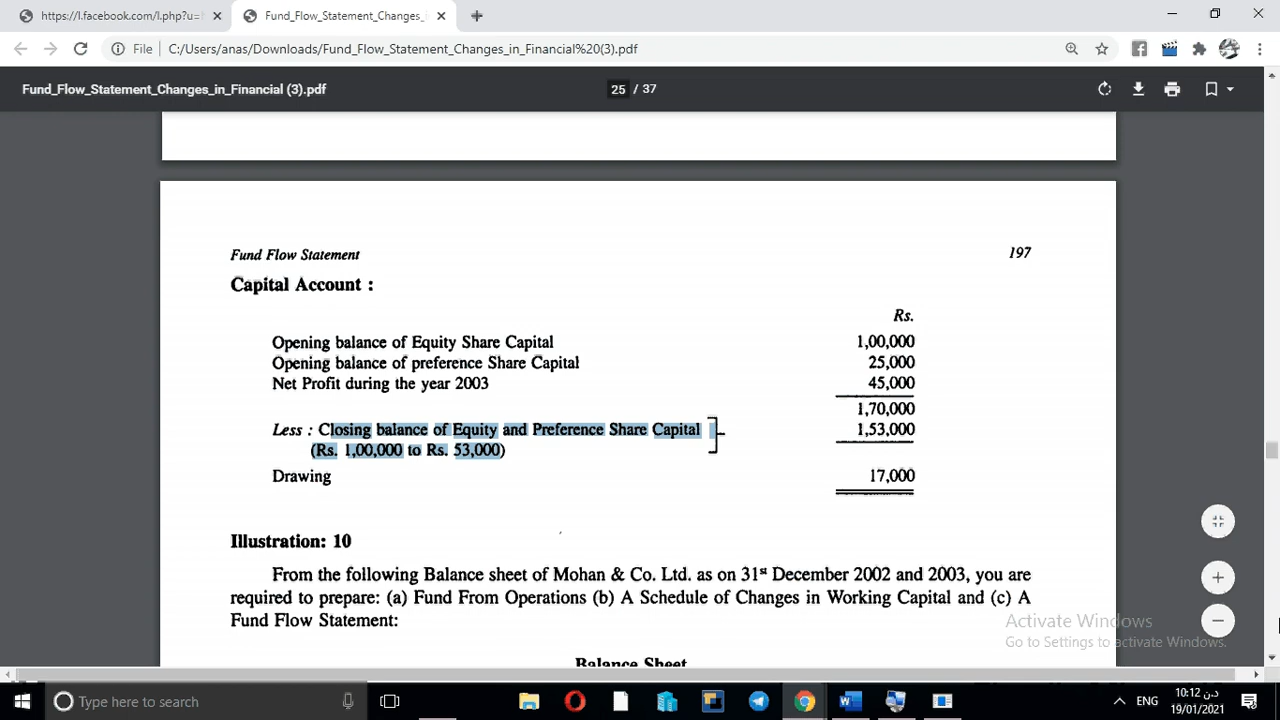 https://l.facebook.com/l.php?u=
Fund_Flow_Statement_Changes_
File
C:/Users/anas/Downloads/Fund_Flow_Statement_Changes_in_Financial%20(3).pdf
Fund_Flow_Statement_Changes_in_Financial (3).pdf
25 / 37
Fund Flow Statement 197
Capital Account :
Rs.
Opening balance of Equity Share Capital 1,00,000
Opening balance of preference Share Capital 25,000
Net Profit during the year 2003 45,000
1,70,000
Less : Closing balance of Equity and Preference Share Capital 1,53,000
(Rs. 1,00,000 to Rs. 53,000)
Drawing 17,000
Illustration: 10
From the following Balance sheet of Mohan & Co. Ltd. as on 31st December 2002 and 2003, you are
required to prepare: (a) Fund From Operations (b) A Schedule of Changes in Working Capital and (c) A
Fund Flow Statement:
Balance Sheet
Activate Windows
Go to Settings to activate Windows.
Type here to search
ENG
10:12 د.ن
19/01/2021